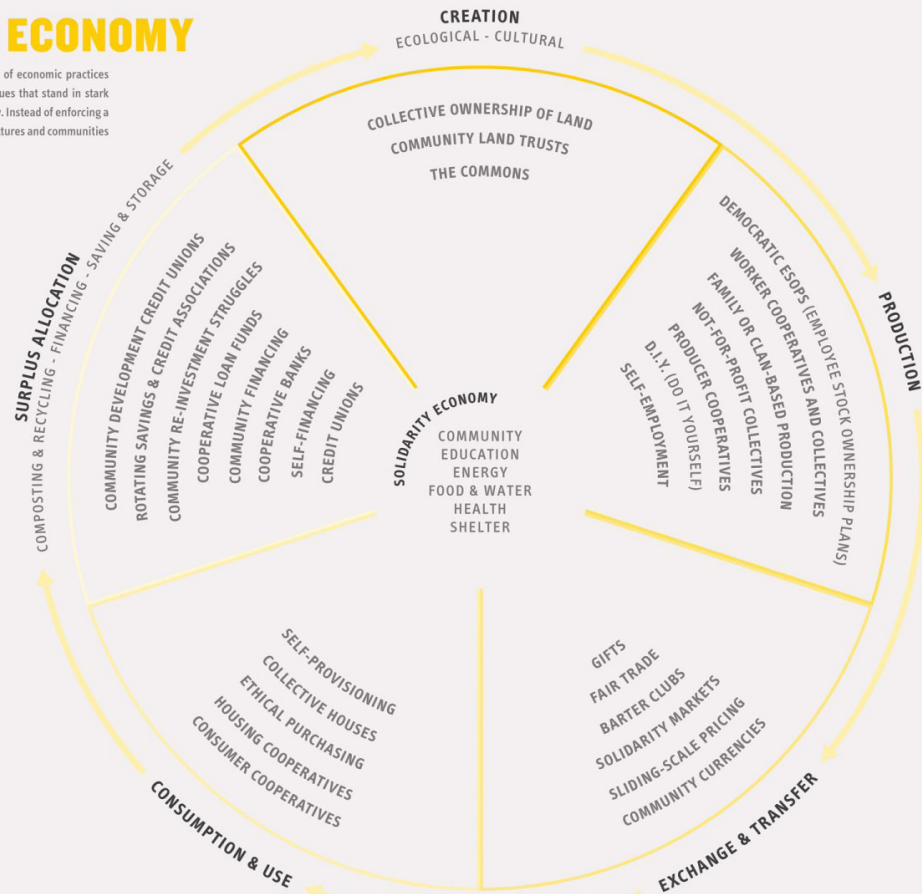 ECONOMY
of economic practices
ues that stand in stark
. Instead of enforcing a
tures and communities
CREATION
ECOLOGICAL - CULTURAL
COLLECTIVE OWNERSHIP OF LAND
COMMUNITY LAND TRUSTS
THE COMMONS
PRODUCTION
DEMOCRATIC ESOPS (EMPLOYEE STOCK OWNERSHIP PLANS)
WORKER COOPERATIVES AND COLLECTIVES
FAMILY OR CLAN-BASED PRODUCTION
NOT-FOR-PROFIT COLLECTIVES
PRODUCER COOPERATIVES
D.I.Y. (DO IT YOURSELF)
SELF-EMPLOYMENT
EXCHANGE & TRANSFER
GIFTS
FAIR TRADE
BARTER CLUBS
SOLIDARITY MARKETS
SLIDING-SCALE PRICING
COMMUNITY CURRENCIES
CONSUMPTION & USE
SELF-PROVISIONING
COLLECTIVE HOUSES
ETHICAL PURCHASING
HOUSING COOPERATIVES
CONSUMER COOPERATIVES
SURPLUS ALLOCATION
COMPOSTING & RECYCLING - FINANCING - SAVING & STORAGE
COMMUNITY DEVELOPMENT CREDIT UNIONS
ROTATING SAVINGS & CREDIT ASSOCIATIONS
COMMUNITY RE-INVESTMENT STRUGGLES
COOPERATIVE LOAN FUNDS
COMMUNITY FINANCING
COOPERATIVE BANKS
SELF-FINANCING
CREDIT UNIONS
SOLIDARITY ECONOMY
COMMUNITY
EDUCATION
ENERGY
FOOD & WATER
HEALTH
SHELTER